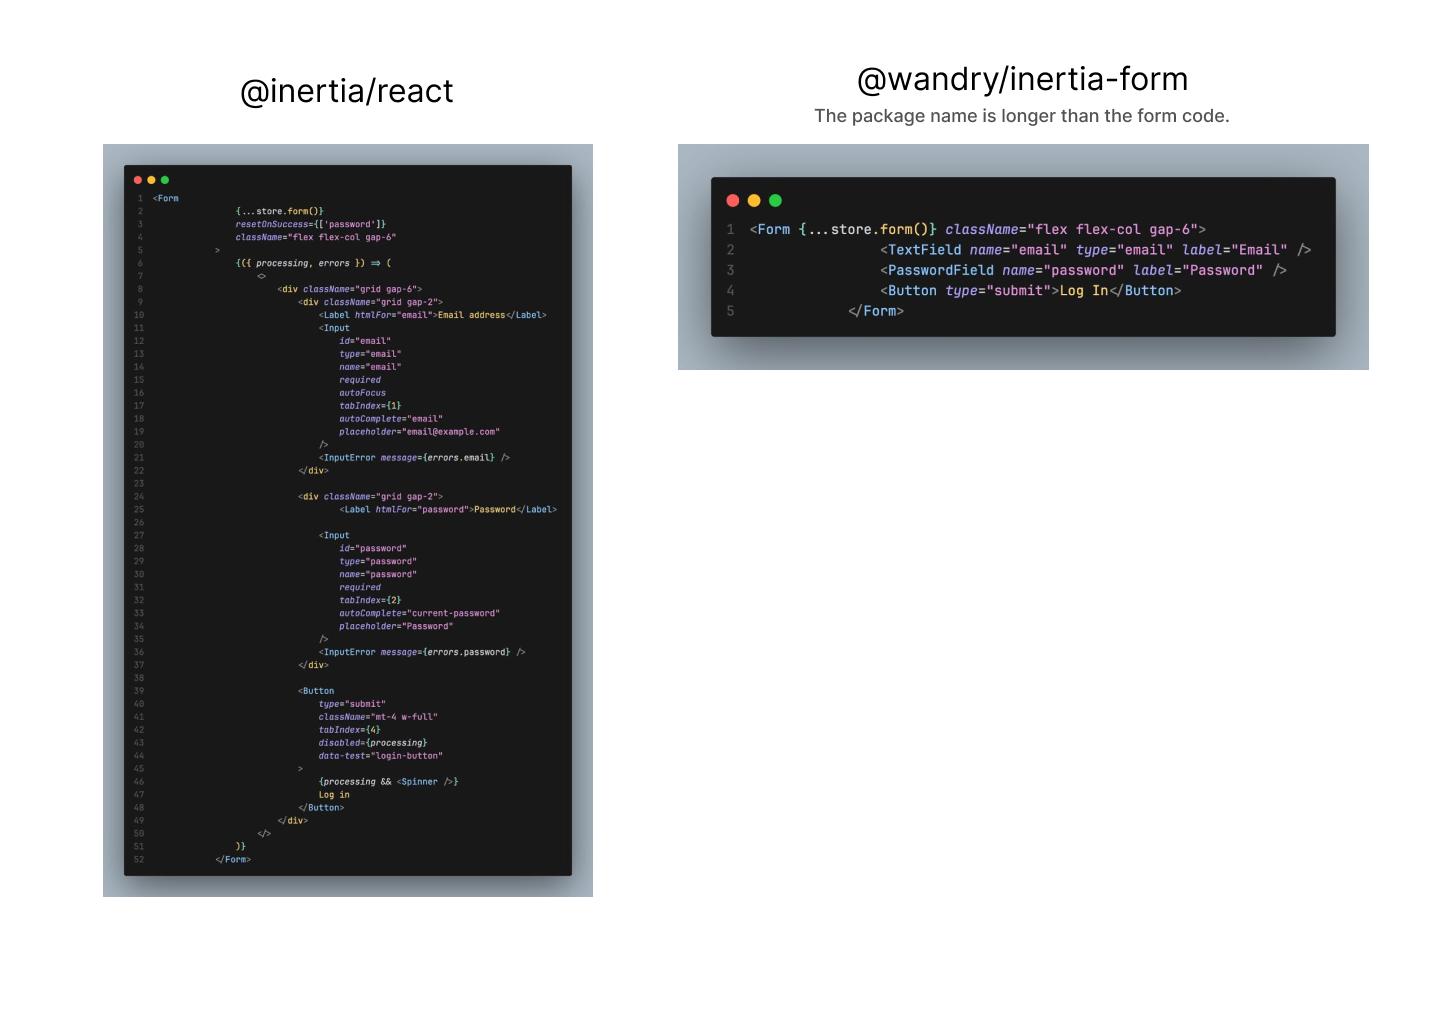 @inertia/react
1 <Form
2 {...store.form()}
3 resetOnSuccess={['password']}
4 className="flex flex-col gap-6"
5 >
6 {({ processing, errors }) => (
7 <>
8 <div className="grid gap-6">
9 <div className="grid gap-2">
10 <Label htmlFor="email">Email address</Label>
11 <Input
12 id="email"
13 type="email"
14 name="email"
15 required
16 autoFocus
17 tabIndex={1}
18 autoComplete="email"
19 placeholder="email@example.com"
20 />
21 <InputError message={errors.email} />
22 </div>
23
24 <div className="grid gap-2">
25 <Label htmlFor="password">Password</Label>
26
27 <Input
28 id="password"
29 type="password"
30 name="password"
31 required
32 tabIndex={2}
33 autoComplete="current-password"
34 placeholder="Password"
35 />
36 <InputError message={errors.password} />
37 </div>
38
39 <Button
40 type="submit"
41 className="mt-4 w-full"
42 tabIndex={4}
43 disabled={processing}
44 data-test="login-button"
45 >
46 {processing && <Spinner />}
47 Log in
48 </Button>
49 </div>
50 </>
51 )}
52 </Form>
@wandry/inertia-form
The package name is longer than the form code.
1 <Form {...store.form()} className="flex flex-col gap-6">
2 <TextField name="email" type="email" label="Email" />
3 <PasswordField name="password" label="Password" />
4 <Button type="submit">Log In</Button>
5 </Form>